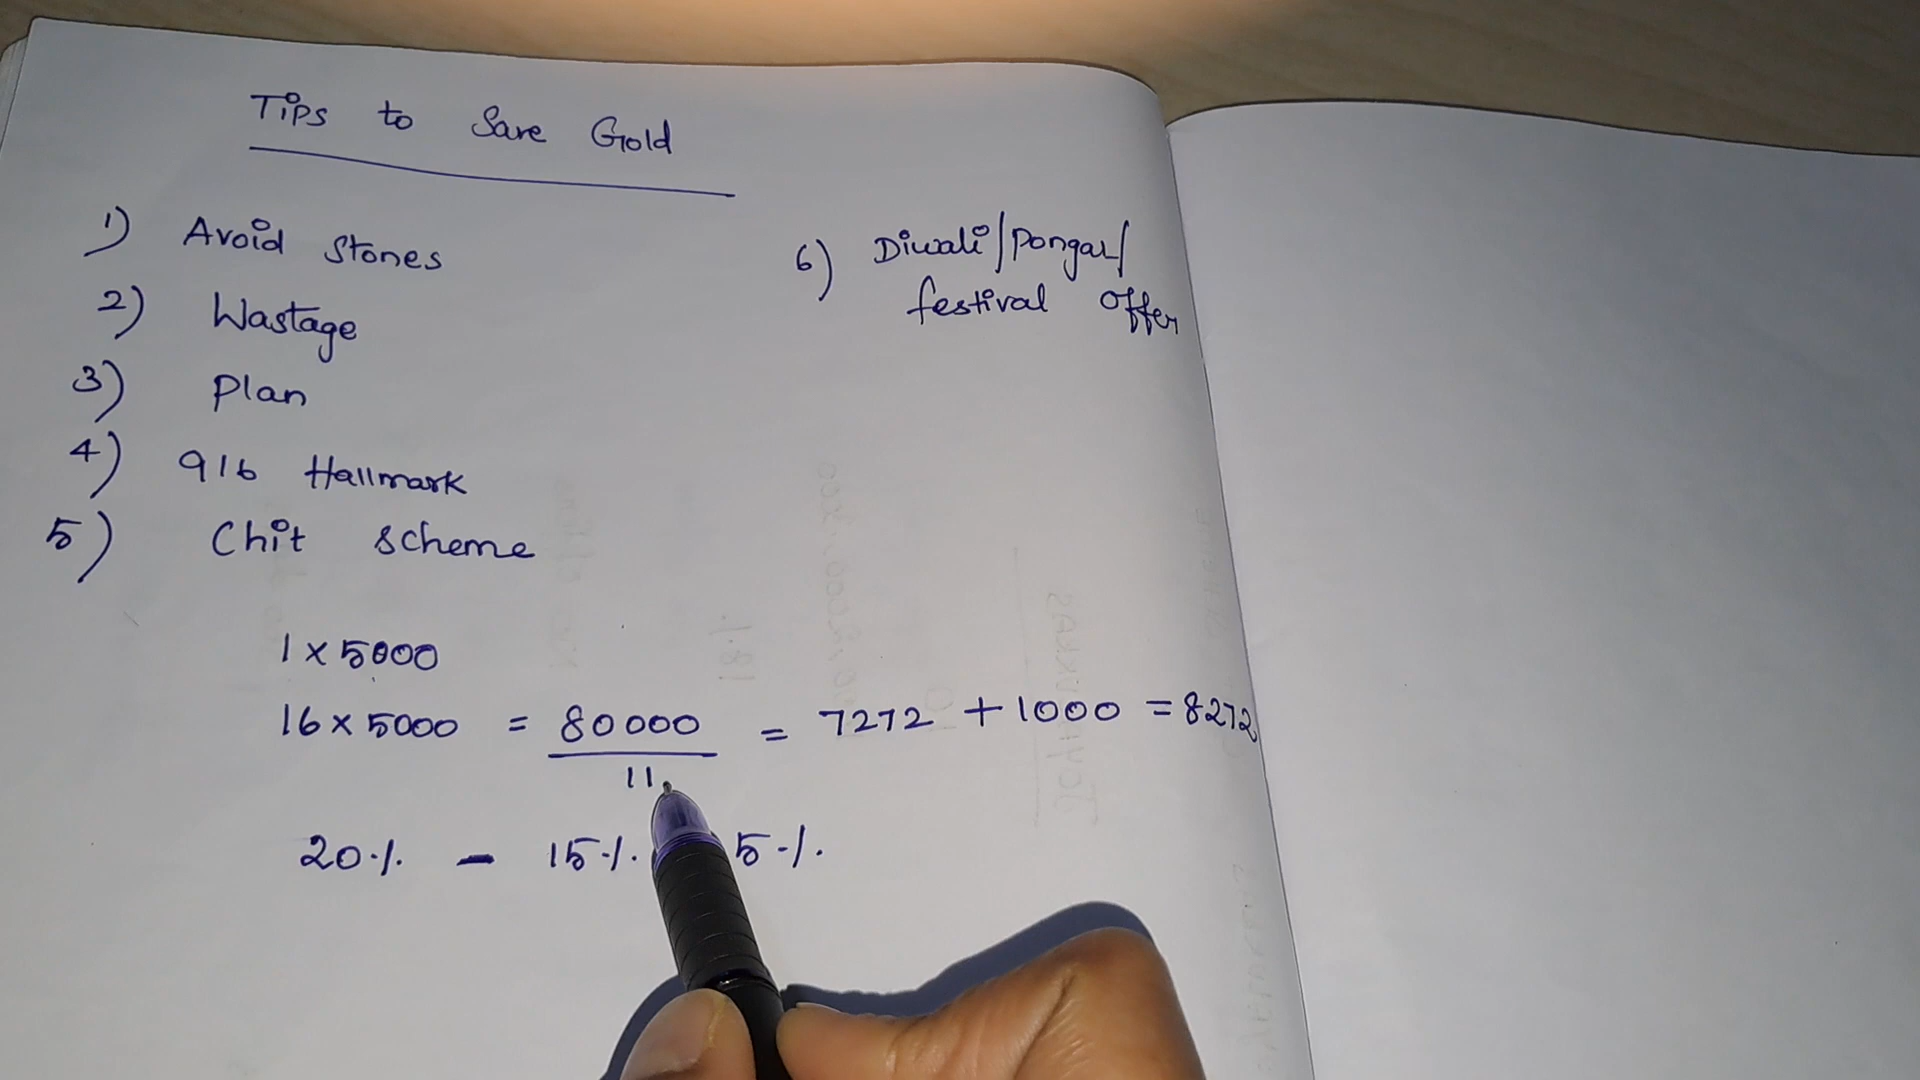 Tips to Save Gold
1) Avoid Stones
2) Wastage
3) Plan
4) 916 Hallmark
5) Chit scheme
6) Diwali/Pongal/
festival offer
1 x 5000
16 x 5000 = 80000 = 7272 + 1000 = 8272
11
20% - 15% 5%